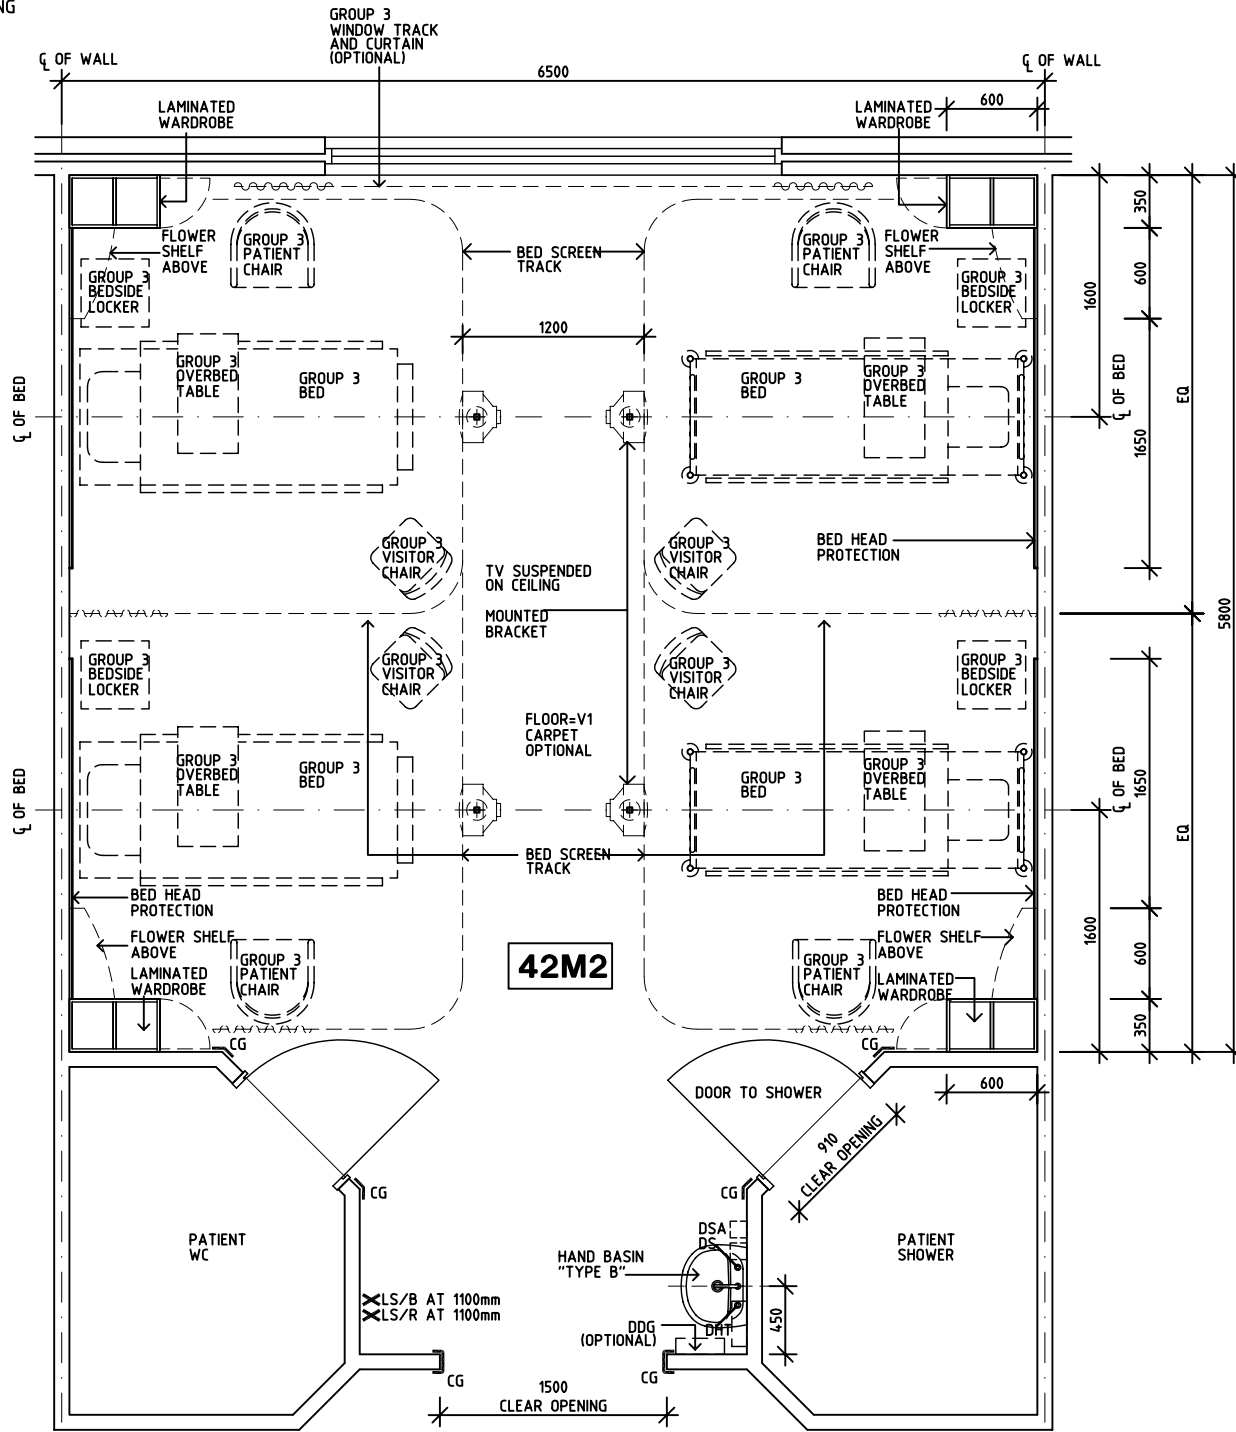 NG
GROUP 3
WINDOW TRACK
AND CURTAIN
(OPTIONAL)
℄ OF WALL
6500
℄ OF WALL
LAMINATED
WARDROBE
LAMINATED
WARDROBE
600
FLOWER
SHELF
ABOVE
GROUP 3
PATIENT
CHAIR
BED SCREEN
TRACK
GROUP 3
PATIENT
CHAIR
FLOWER
SHELF
ABOVE
350
GROUP 3
BEDSIDE
LOCKER
GROUP 3
BEDSIDE
LOCKER
600
1600
1200
GROUP 3
OVERBED
TABLE
GROUP 3
BED
GROUP 3
BED
GROUP 3
OVERBED
TABLE
℄ OF BED
℄ OF BED
EQ
1650
GROUP 3
VISITOR
CHAIR
TV SUSPENDED
ON CEILING
MOUNTED
BRACKET
GROUP 3
VISITOR
CHAIR
BED HEAD
PROTECTION
5800
GROUP 3
BEDSIDE
LOCKER
GROUP 3
VISITOR
CHAIR
GROUP 3
VISITOR
CHAIR
GROUP 3
BEDSIDE
LOCKER
FLOOR=V1
CARPET
OPTIONAL
GROUP 3
OVERBED
TABLE
GROUP 3
BED
GROUP 3
BED
GROUP 3
OVERBED
TABLE
℄ OF BED
℄ OF BED
1650
EQ
BED SCREEN
TRACK
BED HEAD
PROTECTION
BED HEAD
PROTECTION
FLOWER SHELF
ABOVE
FLOWER SHELF
ABOVE
1600
600
LAMINATED
WARDROBE
GROUP 3
PATIENT
CHAIR
42M2
GROUP 3
PATIENT
CHAIR
LAMINATED
WARDROBE
350
CG
CG
DOOR TO SHOWER
600
910
CLEAR OPENING
CG
CG
PATIENT
WC
DSA
DS
PATIENT
SHOWER
HAND BASIN
"TYPE B"
LS/B AT 1100mm
LS/R AT 1100mm
DDG
(OPTIONAL)
DHT
450
CG
CG
1500
CLEAR OPENING